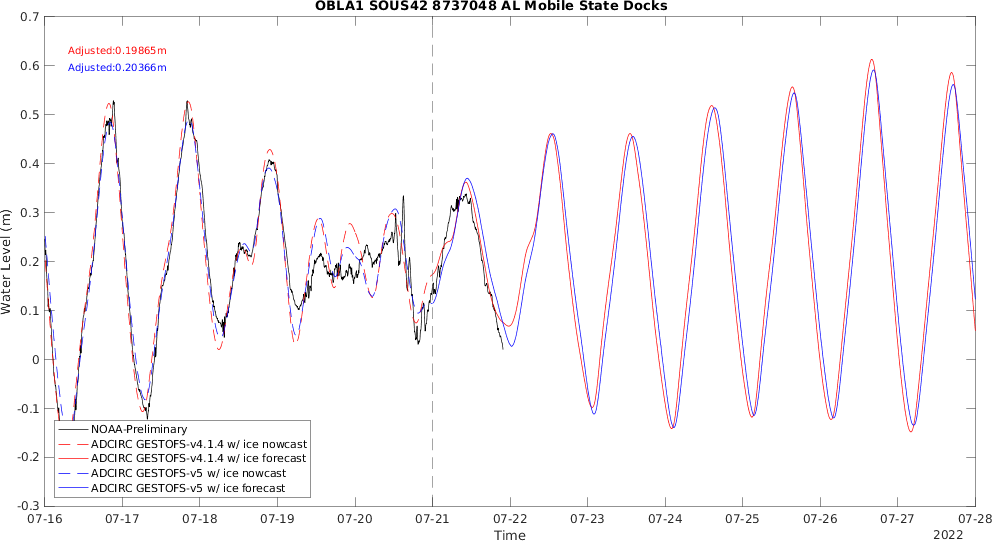 OBLA1 SOUS42 8737048 AL Mobile State Docks
0.7
0.6
0.5
0.4
0.3
0.2
0.1
0
-0.1
-0.2
-0.3
Water Level (m)
Adjusted:0.19865m
Adjusted:0.20366m
NOAA-Preliminary
ADCIRC GESTOFS-v4.1.4 w/ ice nowcast
ADCIRC GESTOFS-v4.1.4 w/ ice forecast
ADCIRC GESTOFS-v5 w/ ice nowcast
ADCIRC GESTOFS-v5 w/ ice forecast
07-16 07-17 07-18 07-19 07-20 07-21 07-22 07-23 07-24 07-25 07-26 07-27 07-28
Time
2022